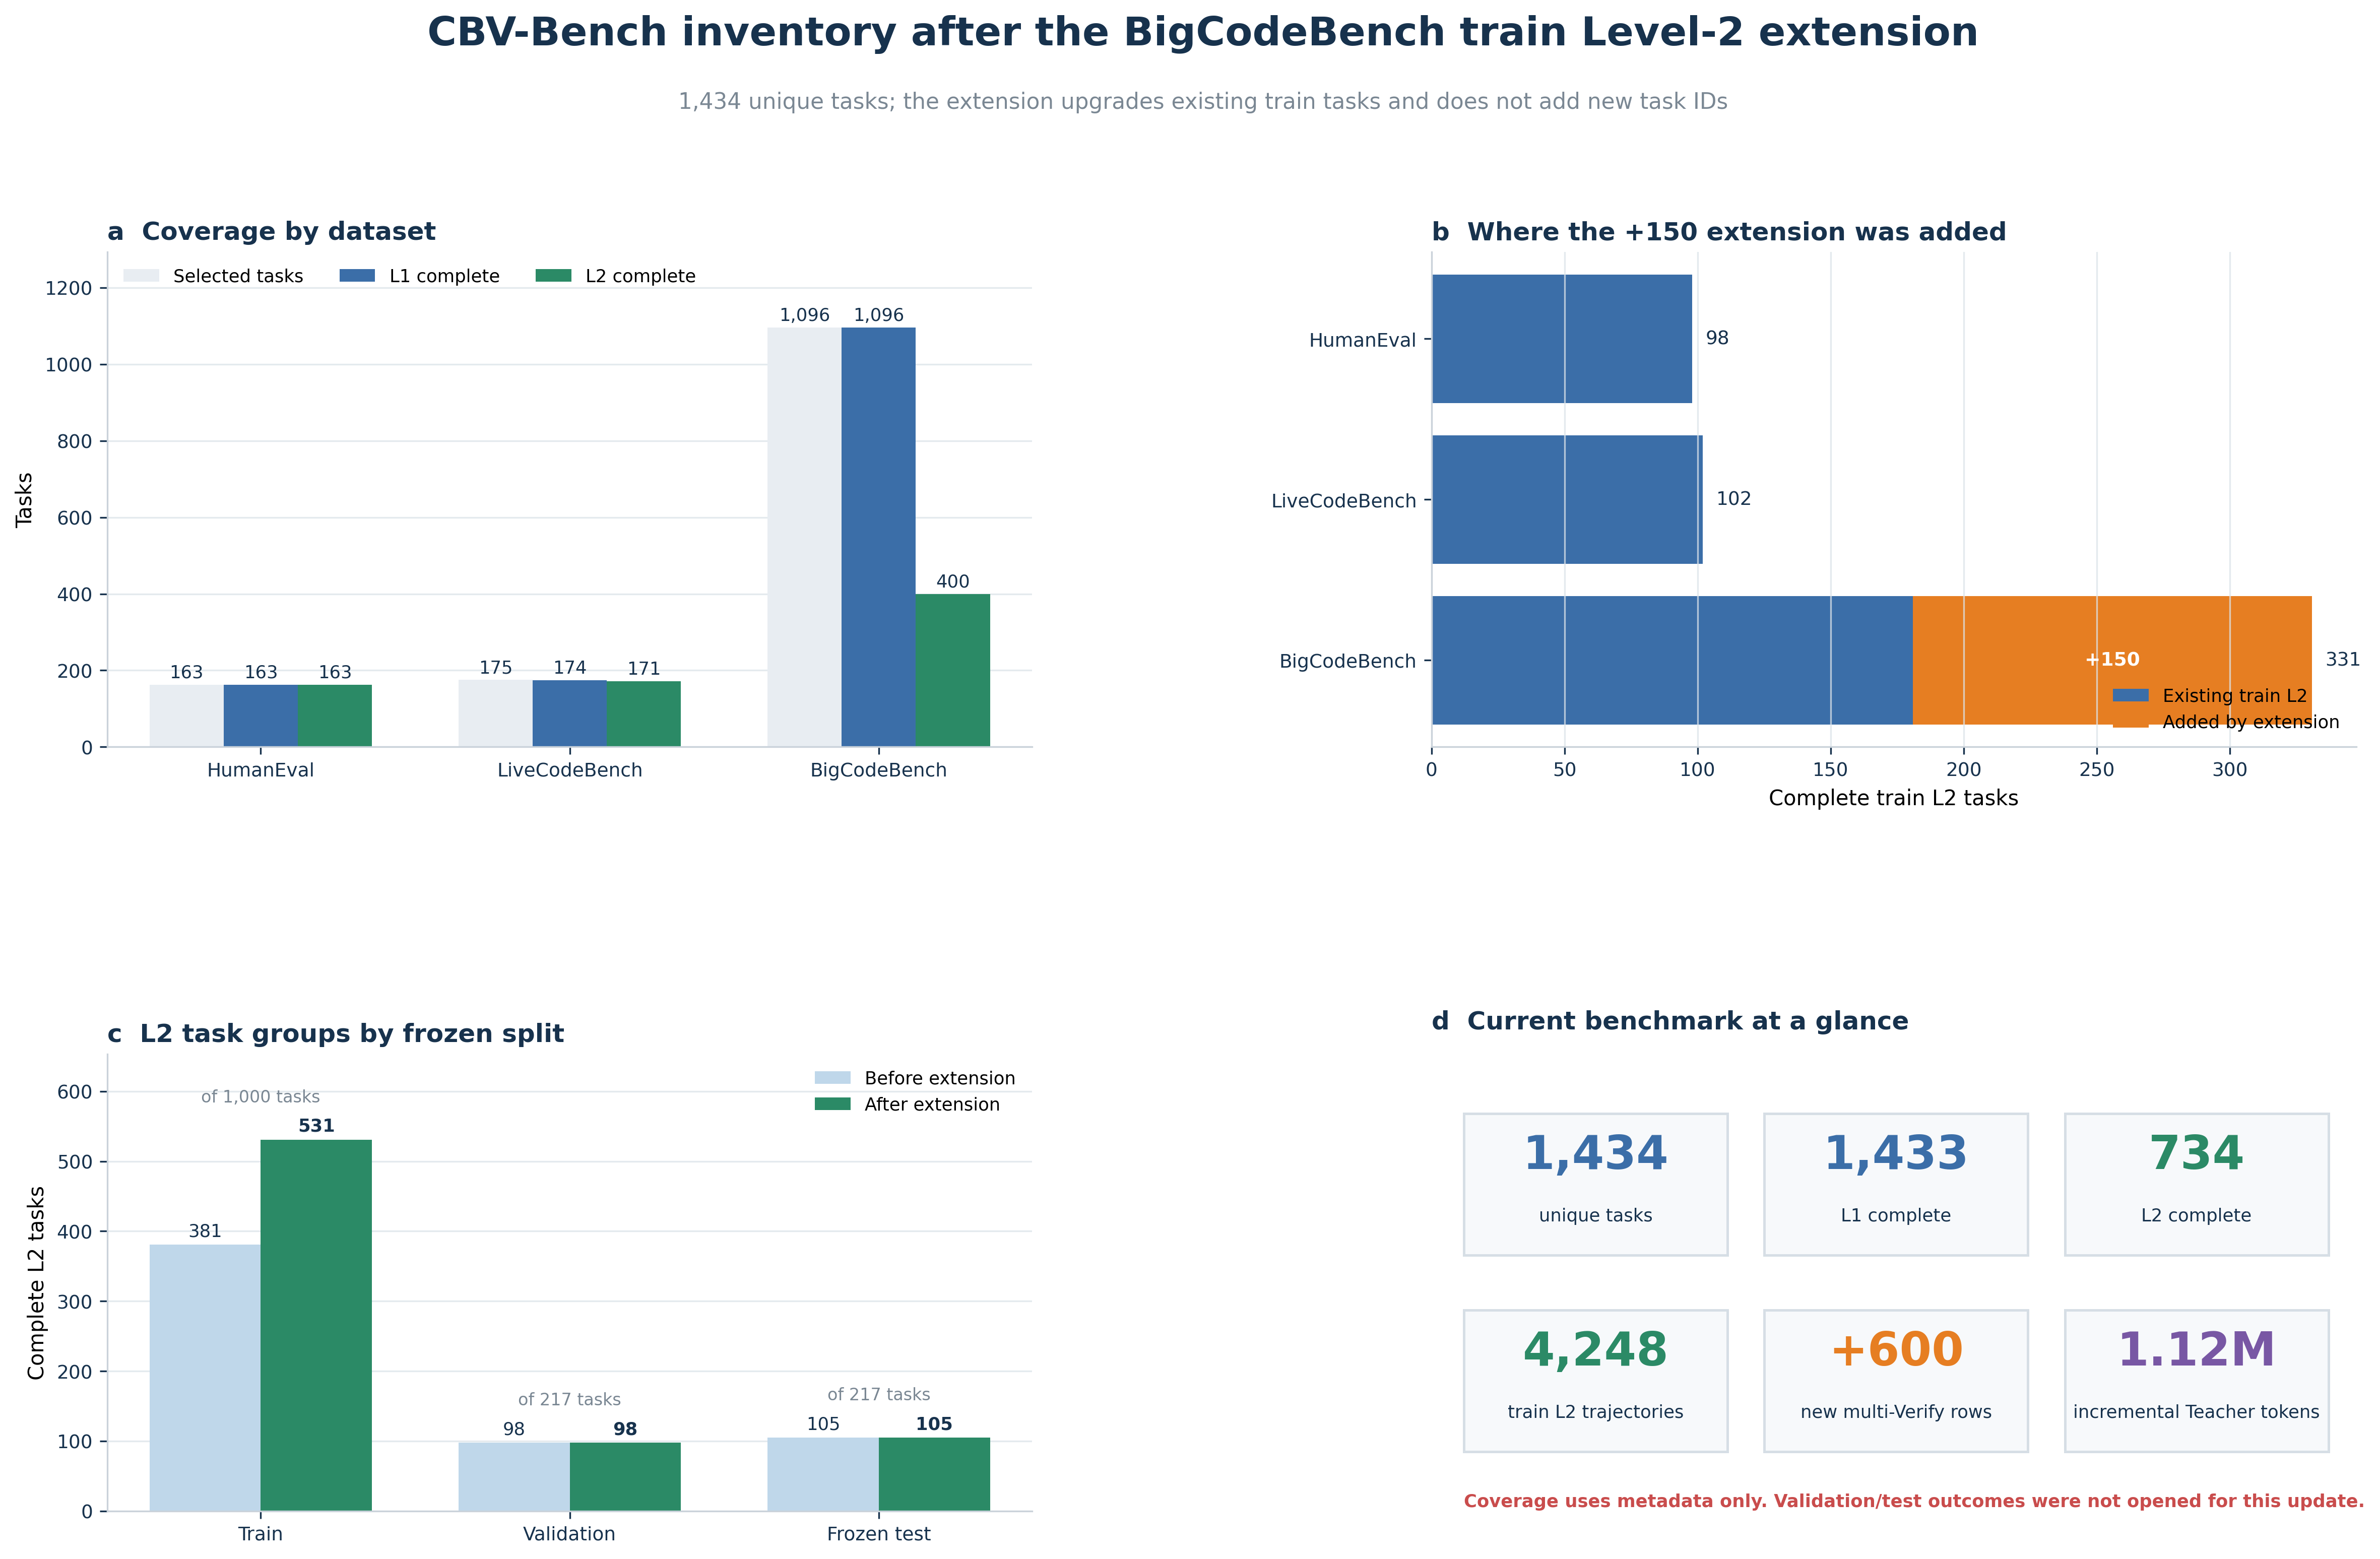 CBV-Bench inventory after the BigCodeBench train Level-2 extension
1,434 unique tasks; the extension upgrades existing train tasks and does not add new task IDs
a Coverage by dataset
Selected tasks L1 complete L2 complete
Tasks
1200
1000
800
600
400
200
0
163 163 163
175 174 171
1,096 1,096
400
HumanEval LiveCodeBench BigCodeBench
b Where the +150 extension was added
HumanEval
98
LiveCodeBench
102
BigCodeBench
+150
331
Existing train L2
Added by extension
0 50 100 150 200 250 300
Complete train L2 tasks
c L2 task groups by frozen split
Before extension
After extension
Complete L2 tasks
600
500
400
300
200
100
0
of 1,000 tasks
381 531
of 217 tasks
98 98
of 217 tasks
105 105
Train Validation Frozen test
d Current benchmark at a glance
1,434
unique tasks
1,433
L1 complete
734
L2 complete
4,248
train L2 trajectories
+600
new multi-Verify rows
1.12M
incremental Teacher tokens
Coverage uses metadata only. Validation/test outcomes were not opened for this update.